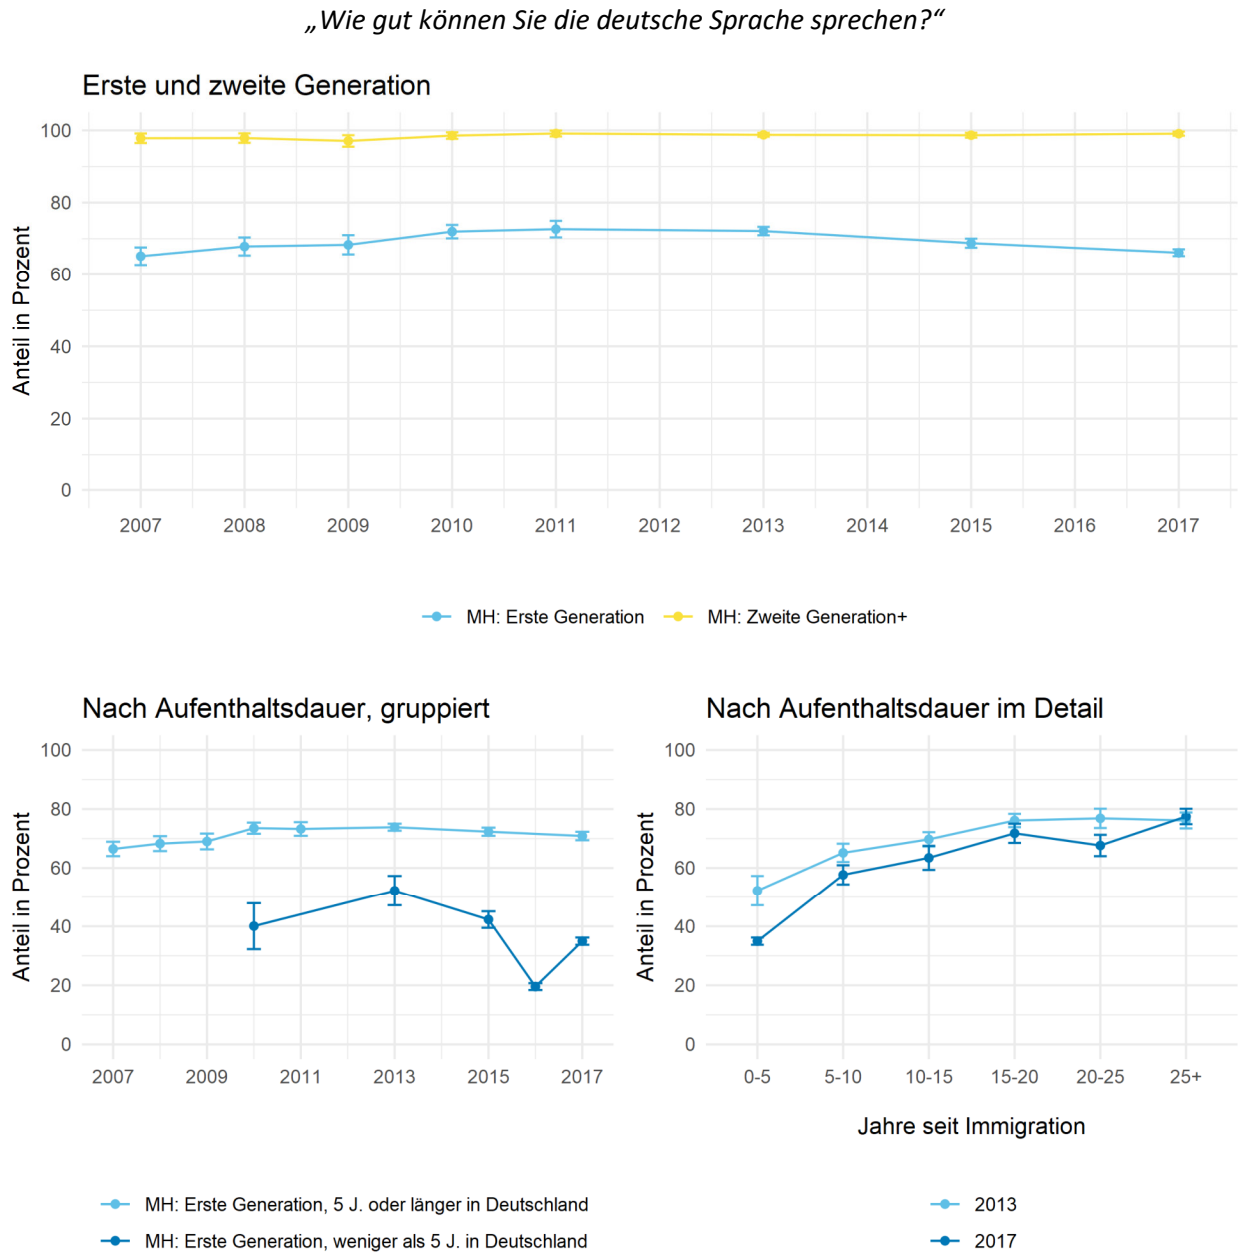 „Wie gut können Sie die deutsche Sprache sprechen?“
Erste und zweite Generation
Anteil in Prozent
100
80
60
40
20
0
2007 2008 2009 2010 2011 2012 2013 2014 2015 2016 2017
MH: Erste Generation MH: Zweite Generation+
Nach Aufenthaltsdauer, gruppiert
Anteil in Prozent
100
80
60
40
20
0
2007 2009 2011 2013 2015 2017
MH: Erste Generation, 5 J. oder länger in Deutschland
MH: Erste Generation, weniger als 5 J. in Deutschland
Nach Aufenthaltsdauer im Detail
Anteil in Prozent
100
80
60
40
20
0
0-5 5-10 10-15 15-20 20-25 25+
Jahre seit Immigration
2013
2017